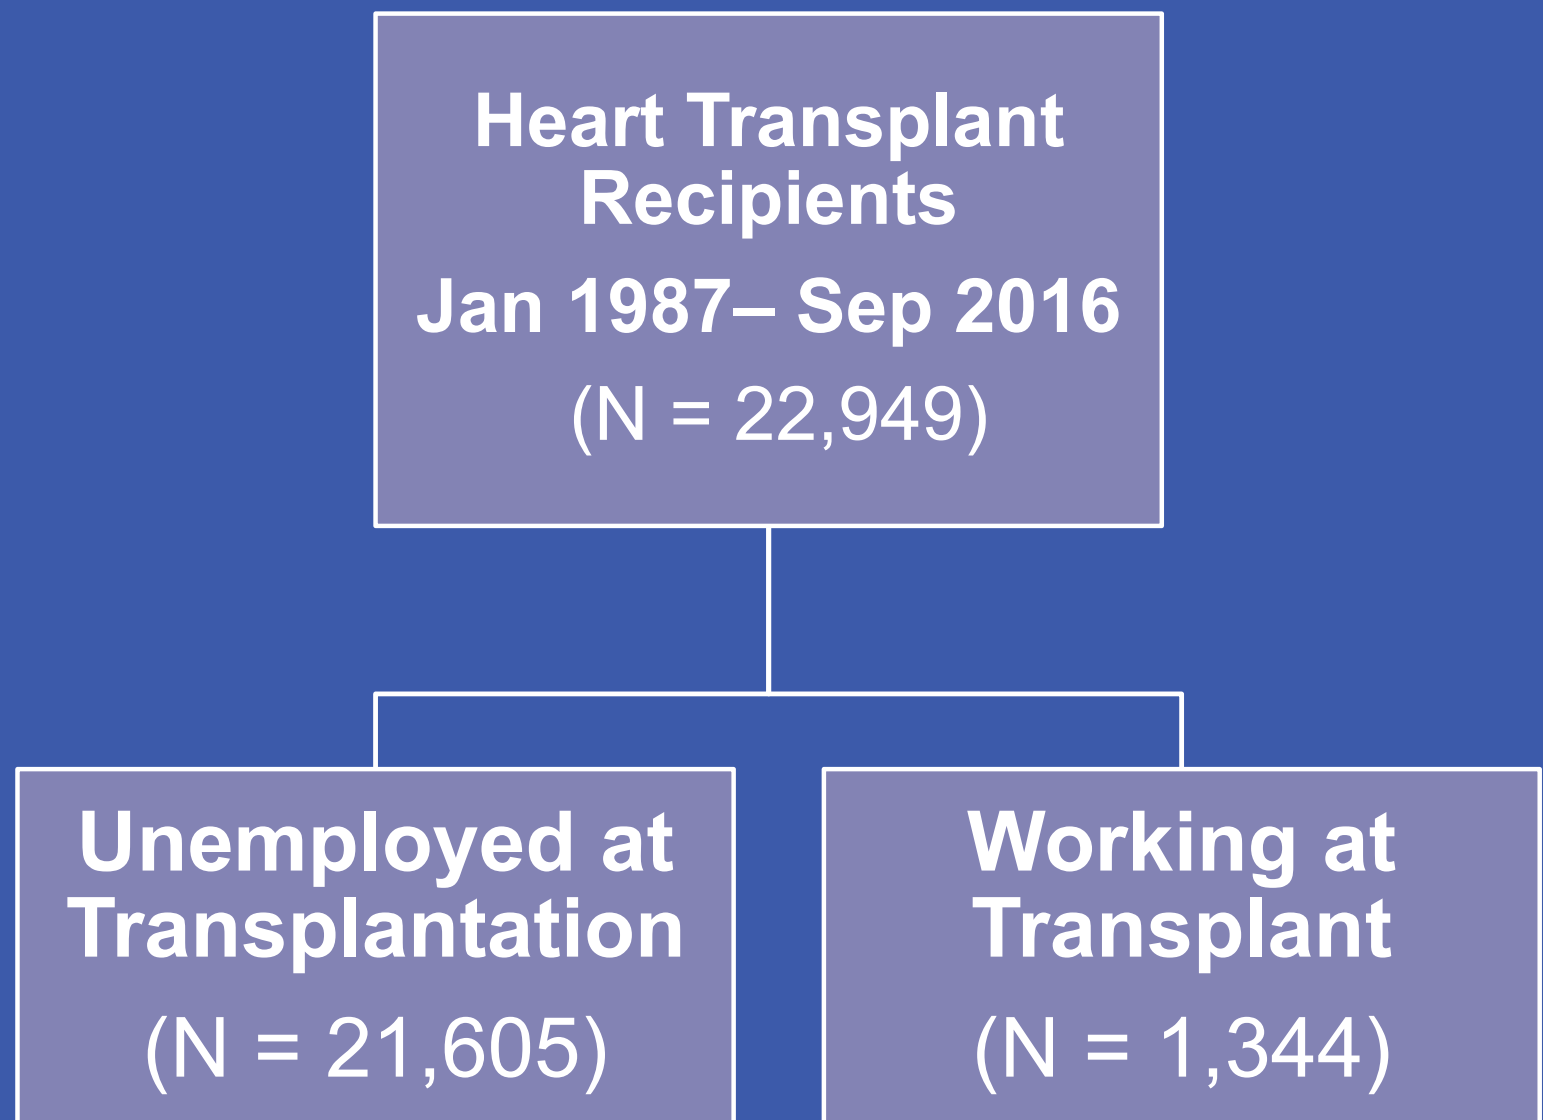 Heart Transplant
Recipients
Jan 1987– Sep 2016
(N = 22,949)
Unemployed at
Transplantation
(N = 21,605)
Working at
Transplant
(N = 1,344)